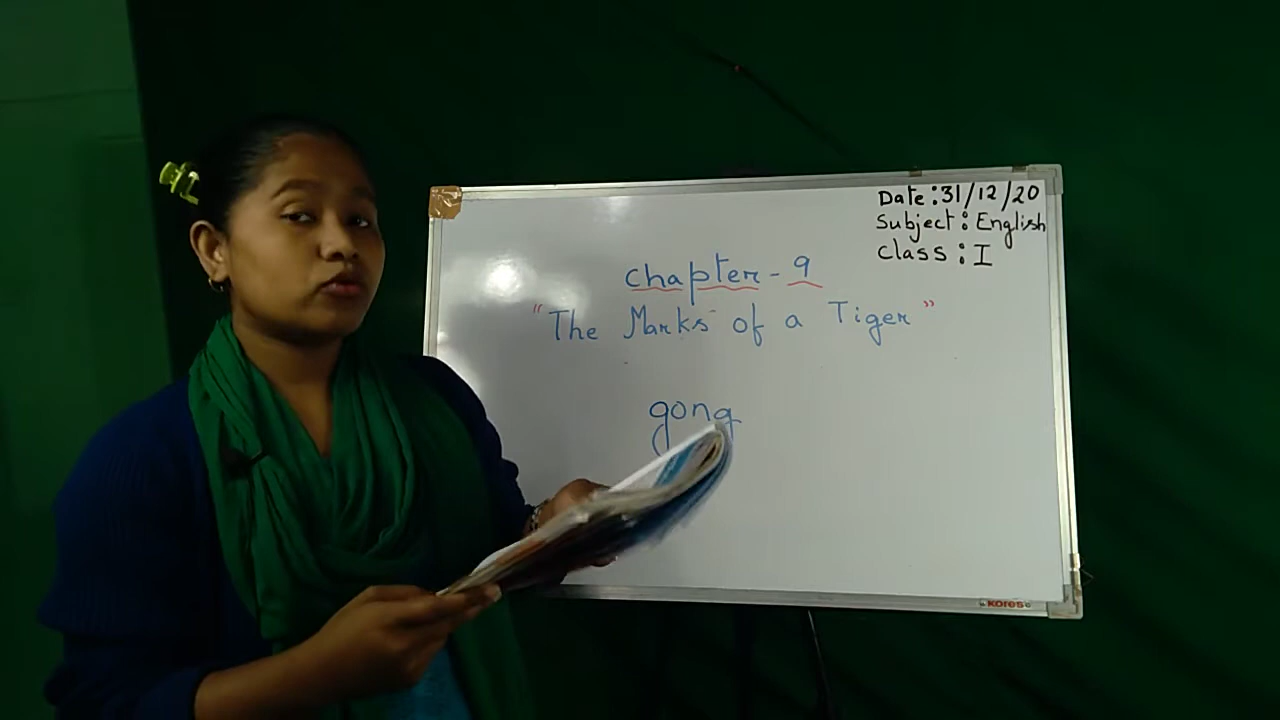 Date:31/12/20
Subject: English
Class: I
chapter-9
"The Marks of a Tiger"
gong
KORES